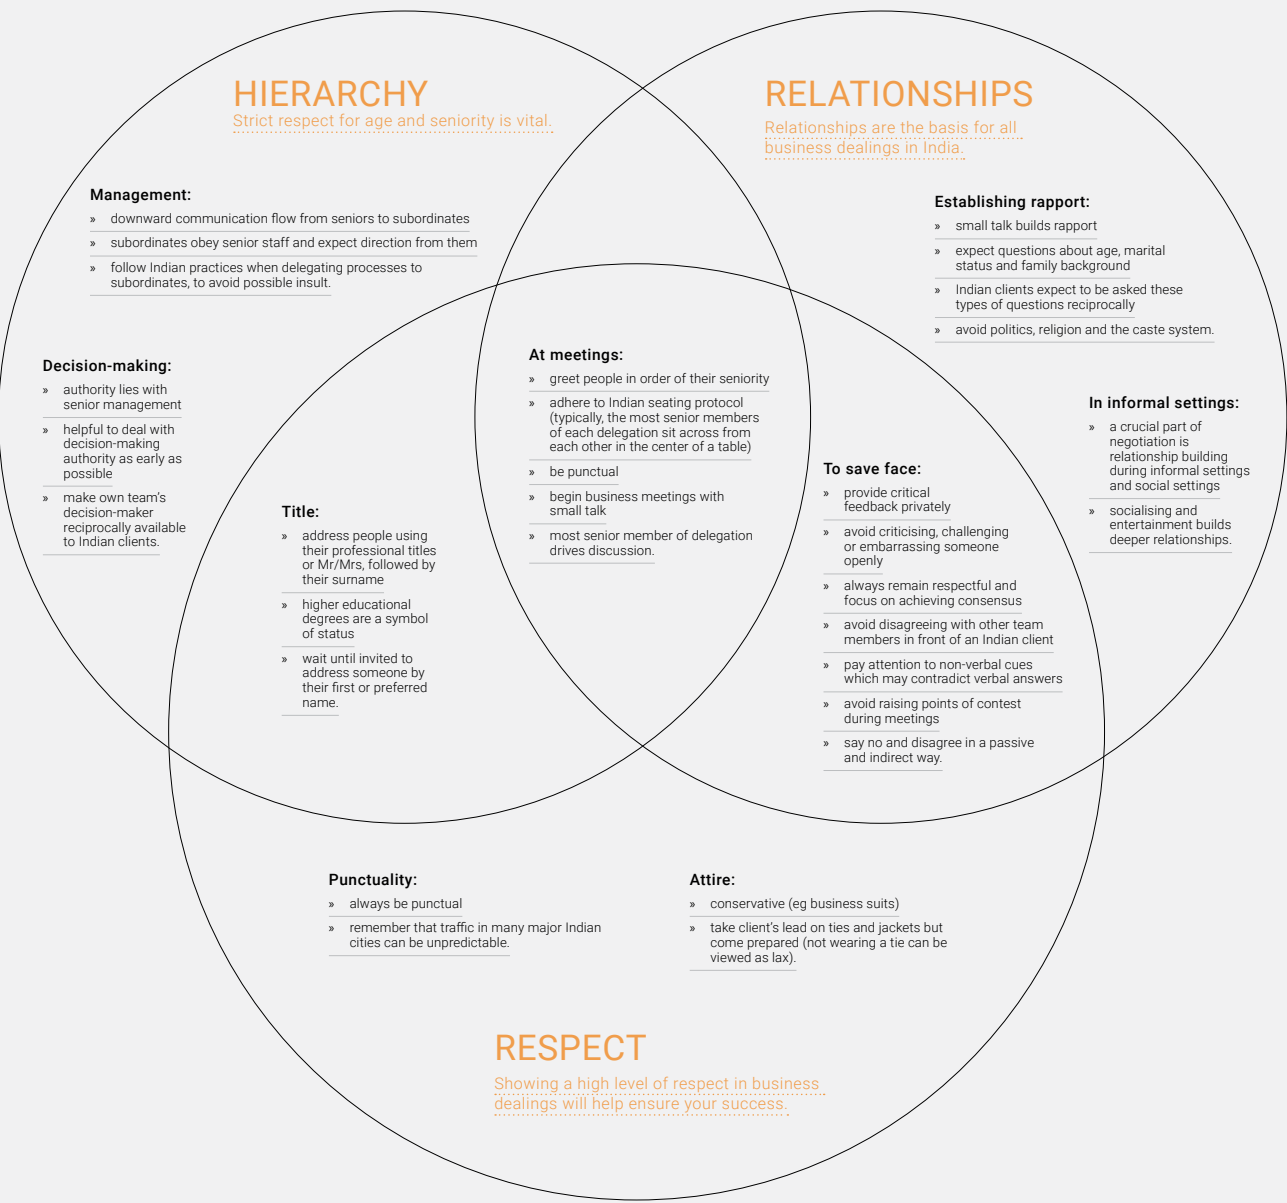 HIERARCHY
Strict respect for age and seniority is vital.
Management:
» downward communication flow from seniors to subordinates
» subordinates obey senior staff and expect direction from them
» follow Indian practices when delegating processes to
subordinates, to avoid possible insult.
Decision-making:
» authority lies with
senior management
» helpful to deal with
decision-making
authority as early as
possible
» make own team's
decision-maker
reciprocally available
to Indian clients.
RELATIONSHIPS
Relationships are the basis for all
business dealings in India.
Establishing rapport:
» small talk builds rapport
» expect questions about age, marital
status and family background
» Indian clients expect to be asked these
types of questions reciprocally
» avoid politics, religion and the caste system.
In informal settings:
» a crucial part of
negotiation is
relationship building
during informal settings
and social settings
» socialising and
entertainment builds
deeper relationships.
At meetings:
» greet people in order of their seniority
» adhere to Indian seating protocol
(typically, the most senior members
of each delegation sit across from
each other in the center of a table)
» be punctual
» begin business meetings with
small talk
» most senior member of delegation
drives discussion.
Title:
» address people using
their professional titles
or Mr/Mrs, followed by
their surname
» higher educational
degrees are a symbol
of status
» wait until invited to
address someone by
their first or preferred
name.
To save face:
» provide critical
feedback privately
» avoid criticising, challenging
or embarrassing someone
openly
» always remain respectful and
focus on achieving consensus
» avoid disagreeing with other team
members in front of an Indian client
» pay attention to non-verbal cues
which may contradict verbal answers
» avoid raising points of contest
during meetings
» say no and disagree in a passive
and indirect way.
Punctuality:
» always be punctual
» remember that traffic in many major Indian
cities can be unpredictable.
Attire:
» conservative (eg business suits)
» take client's lead on ties and jackets but
come prepared (not wearing a tie can be
viewed as lax).
RESPECT
Showing a high level of respect in business
dealings will help ensure your success.